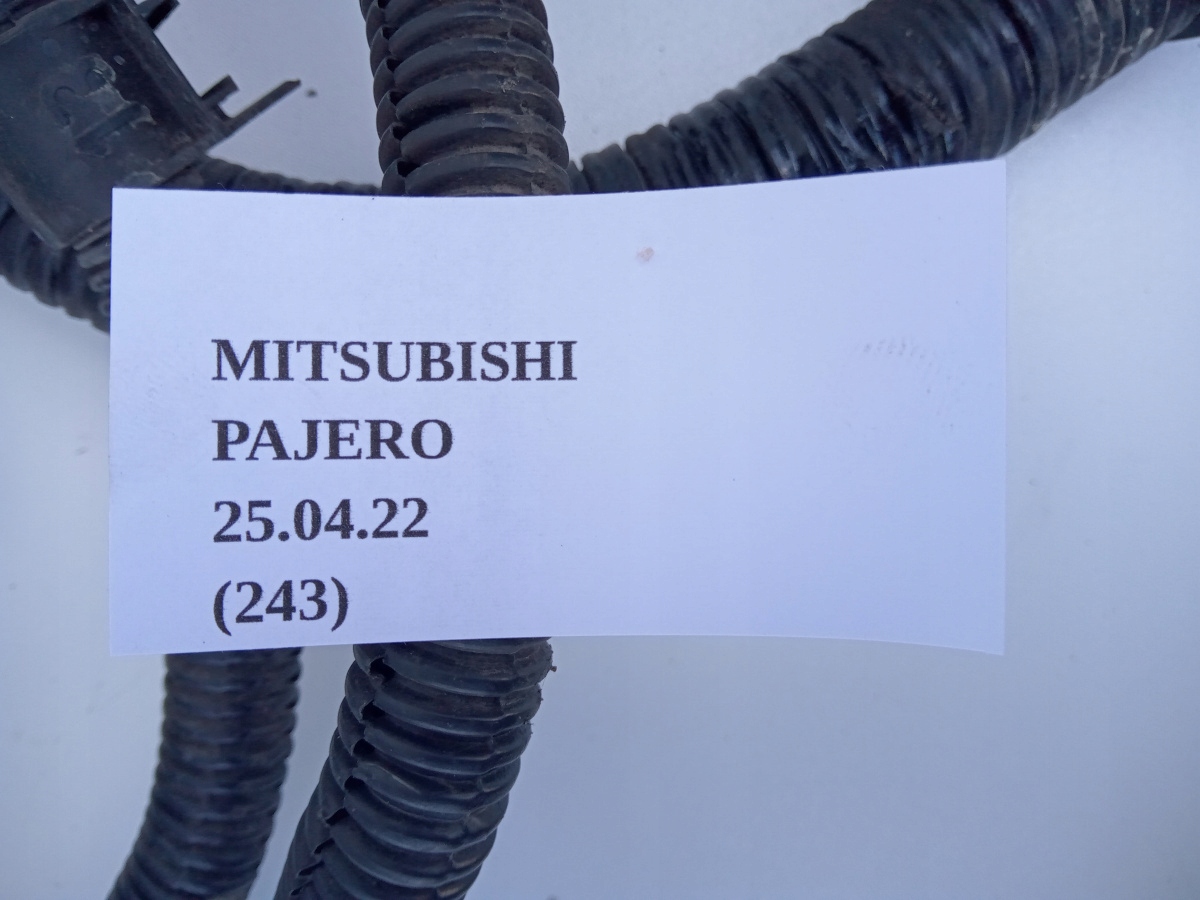 MITSUBISHI
PAJERO
25.04.22
(243)